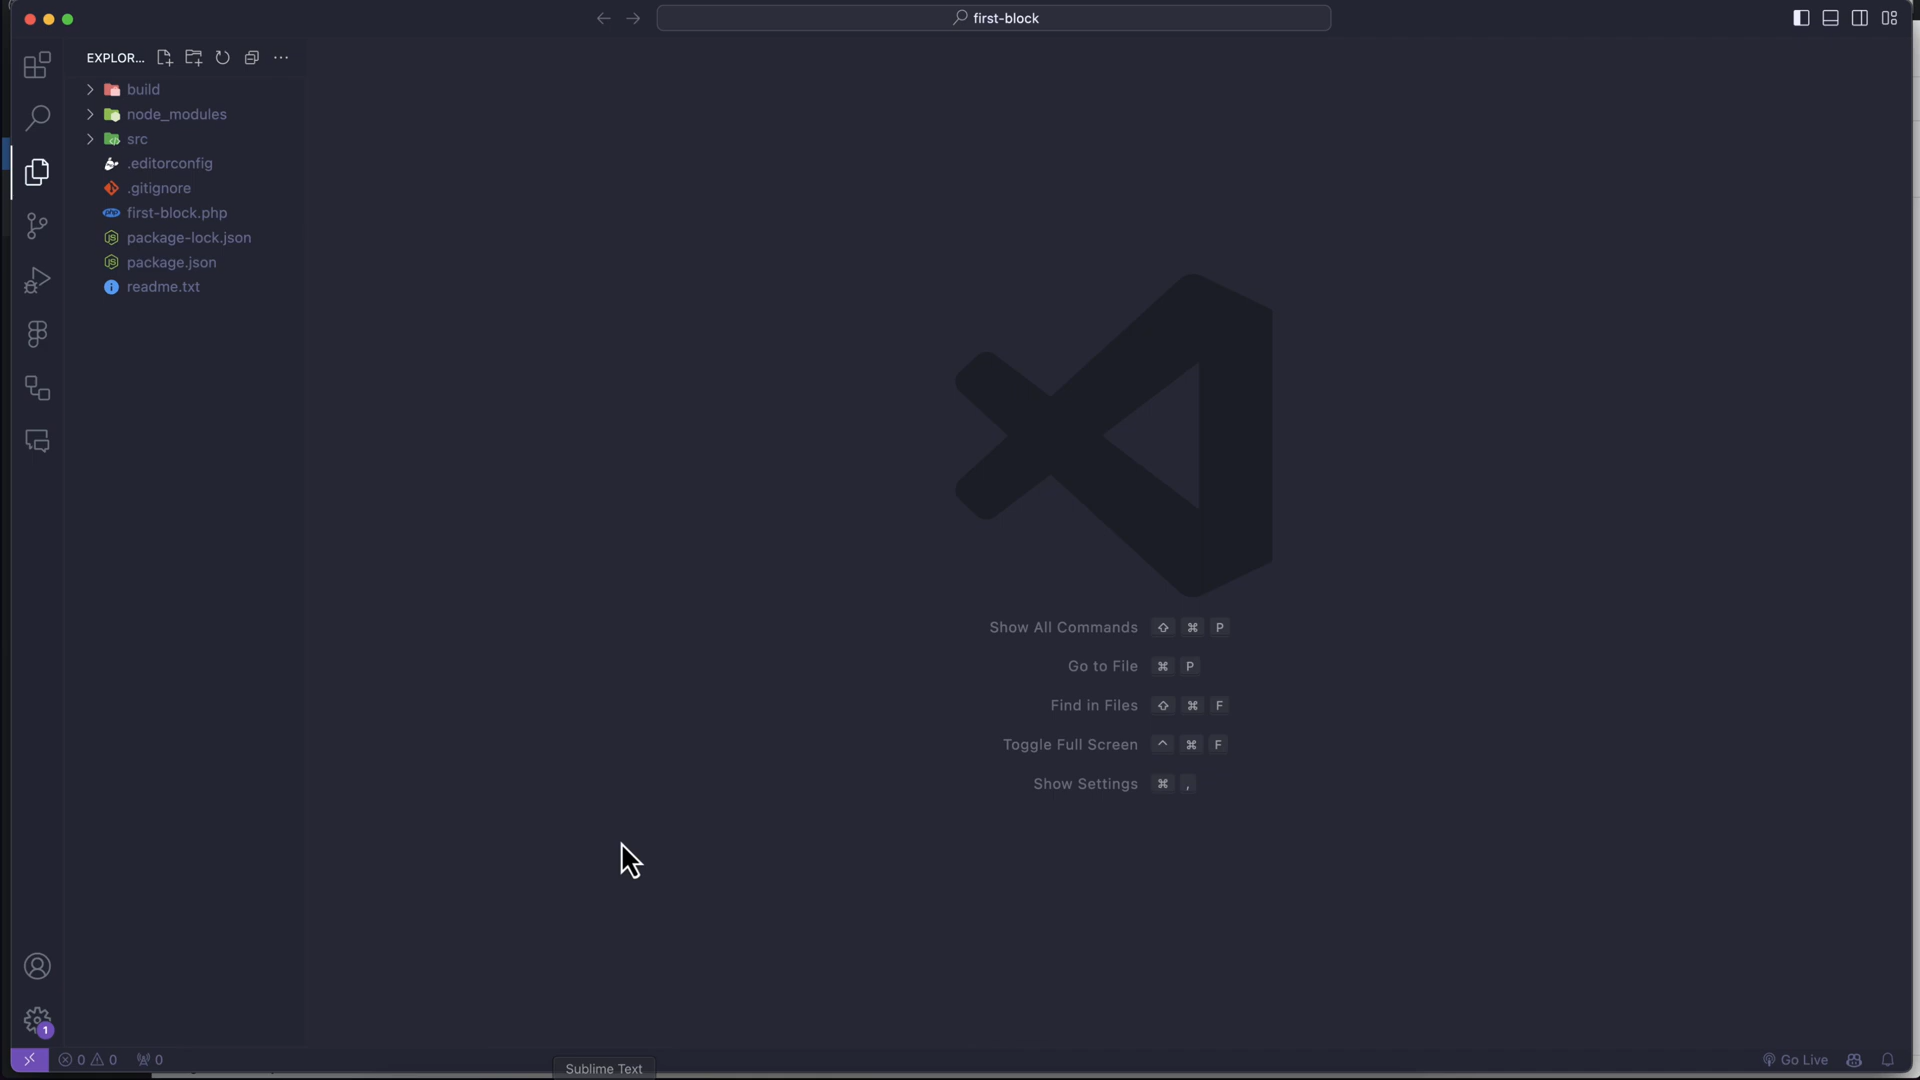 first-block
EXPLOR...
build
node_modules
src
.editorconfig
.gitignore
first-block.php
package-lock.json
package.json
readme.txt
Show All Commands ⇧ ⌘ P
Go to File ⌘ P
Find in Files ⇧ ⌘ F
Toggle Full Screen ^ ⌘ F
Show Settings ⌘ ,
1
0 0 0
Sublime Text
Go Live